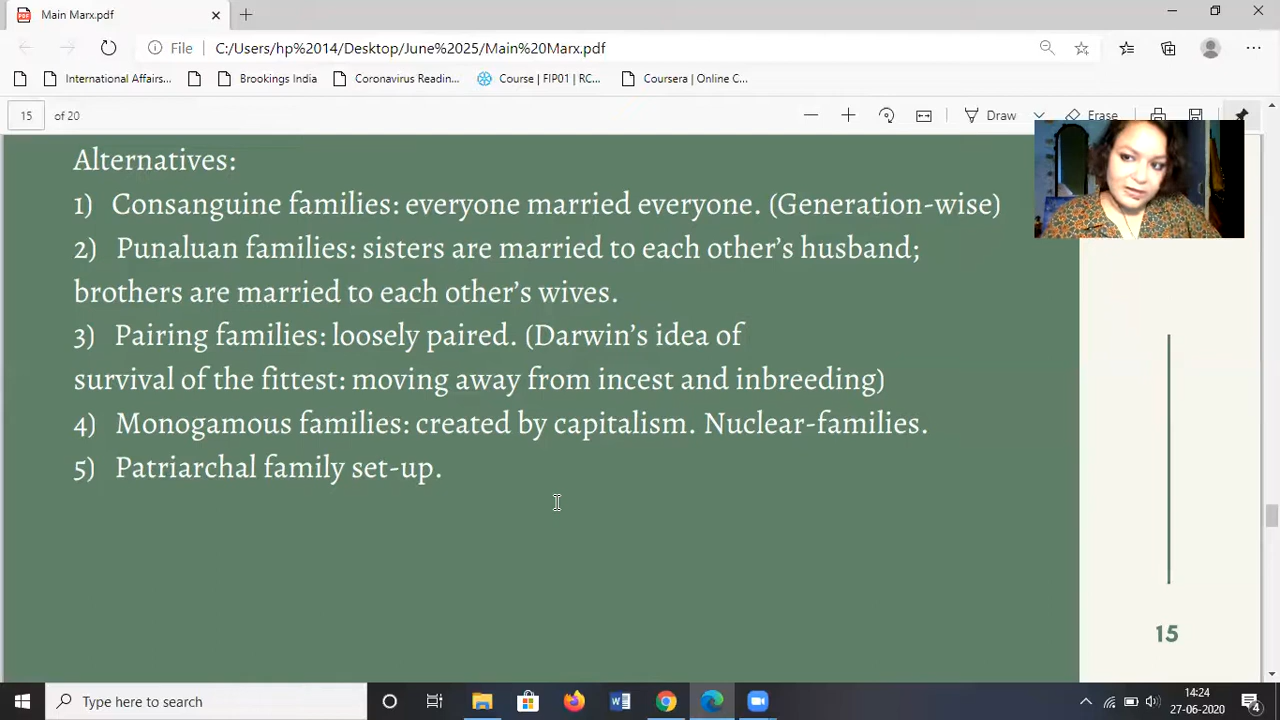 Main Marx.pdf
File C:/Users/hp%2014/Desktop/June%2025/Main%20Marx.pdf
International Affairs... Brookings India Coronavirus Readin... Course | FIP01 | RC... Coursera | Online C...
15 of 20 Draw Erase
Alternatives:
1) Consanguine families: everyone married everyone. (Generation-wise)
2) Punaluan families: sisters are married to each other’s husband;
brothers are married to each other’s wives.
3) Pairing families: loosely paired. (Darwin’s idea of
survival of the fittest: moving away from incest and inbreeding)
4) Monogamous families: created by capitalism. Nuclear-families.
5) Patriarchal family set-up.
15
Type here to search
14:24
27-06-2020
4